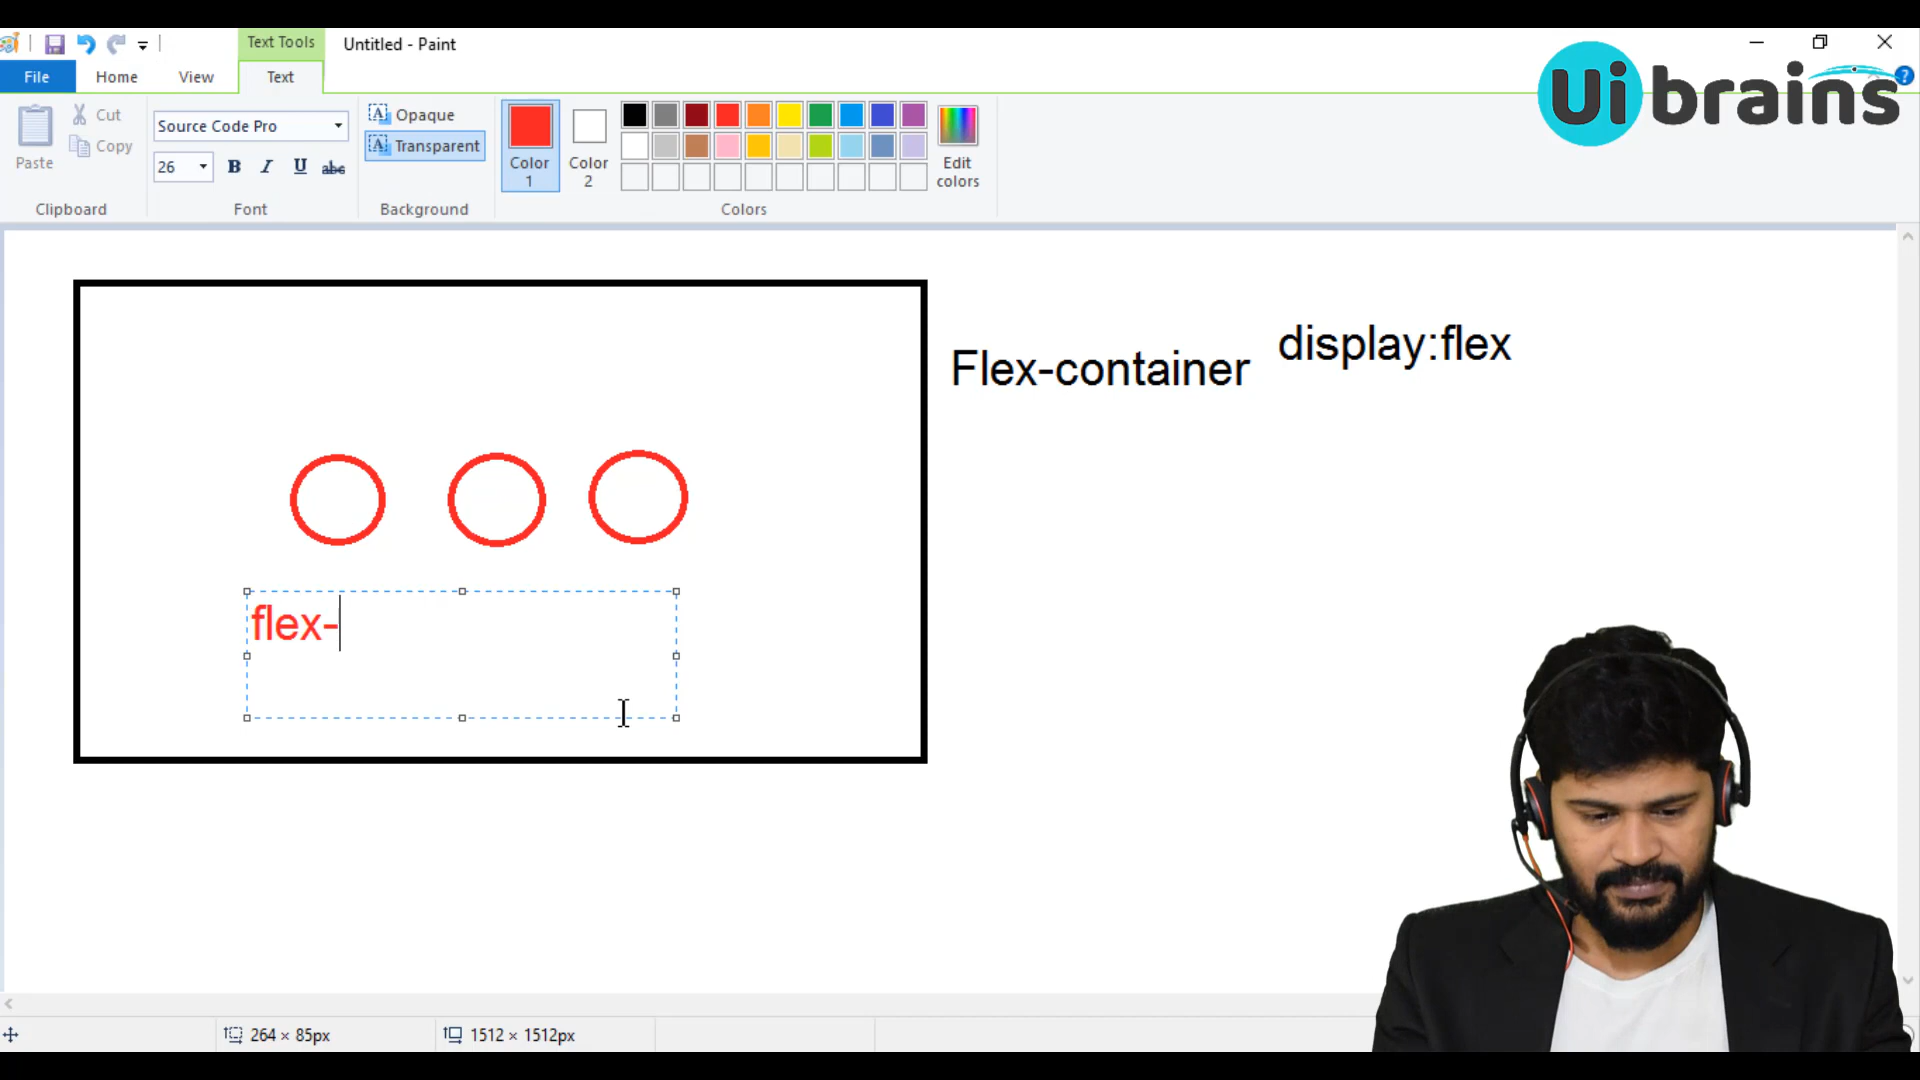 Text Tools
Untitled - Paint
File
Home
View
Text
Ui brains
Paste
Cut
Copy
Clipboard
Source Code Pro
26
B I U abc
Font
Opaque
Transparent
Background
Color
1
Color
2
Edit
colors
Colors
Flex-container
display:flex
flex-
264 × 85px
1512 × 1512px